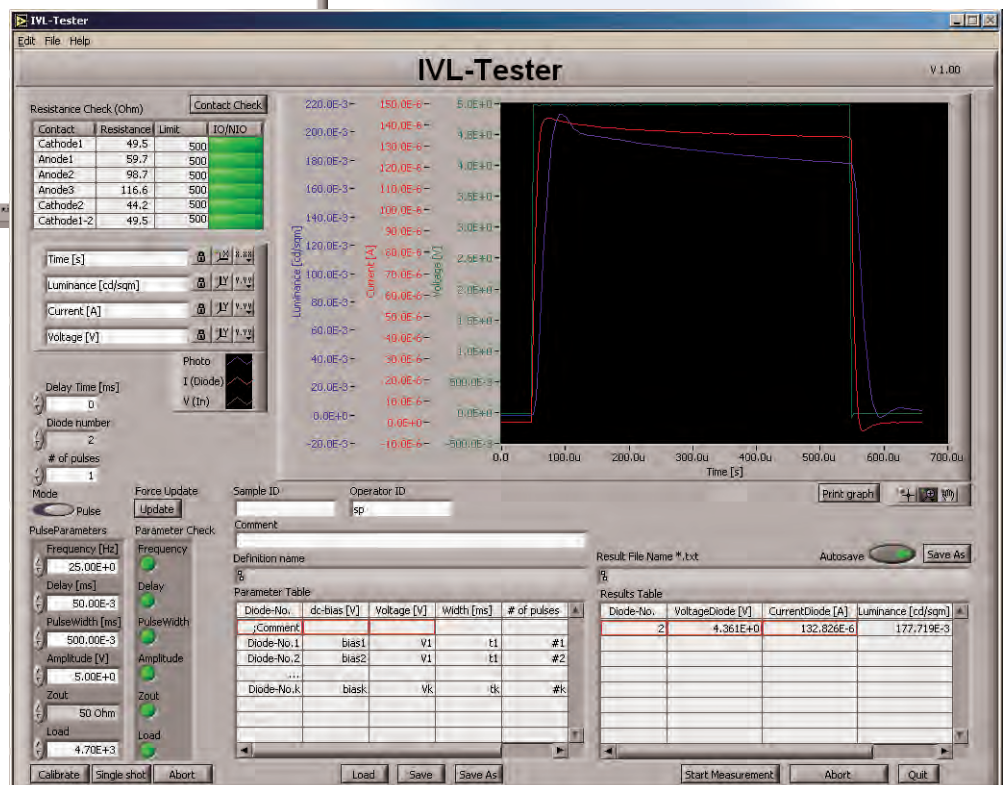 IVL-Tester
Edit File Help
IVL-Tester
V 1.00
Resistance Check (Ohm) Contact Check
Contact Resistance Limit IO/NIO
Cathode1 49.5 500
Anode1 59.7 500
Anode2 98.7 500
Anode3 116.6 500
Cathode2 44.2 500
Cathode1-2 49.5 500
Time [s]
Luminance [cd/sqm]
Current [A]
Voltage [V]
Photo
I (Diode)
V (In)
Delay Time [ms]
0
Diode number
2
# of pulses
1
Luminance [cd/sqm]
220.0E-3
200.0E-3
180.0E-3
160.0E-3
140.0E-3
120.0E-3
100.0E-3
80.0E-3
60.0E-3
40.0E-3
20.0E-3
0.0E+0
-20.0E-3
Current [A]
150.0E-6
140.0E-6
130.0E-6
120.0E-6
110.0E-6
100.0E-6
90.0E-6
80.0E-6
70.0E-6
60.0E-6
50.0E-6
40.0E-6
30.0E-6
20.0E-6
10.0E-6
0.0E+0
-10.0E-6
Voltage [V]
5.0E+0
4.5E+0
4.0E+0
3.5E+0
3.0E+0
2.5E+0
2.0E+0
1.5E+0
1.0E+0
500.0E-3
0.0E+0
-500.0E-3
0.0 100.0u 200.0u 300.0u 400.0u 500.0u 600.0u 700.0u
Time [s]
Print graph
Mode
Pulse
Force Update
Update
Sample ID
Operator ID
sp
Comment
Definition name
Result File Name *.txt
Autosave
Save As
PulseParameters
Frequency [Hz]
25.00E+0
Delay [ms]
50.00E-3
PulseWidth [ms]
500.00E-3
Amplitude [V]
5.00E+0
Zout
50 Ohm
Load
4.70E+3
Parameter Check
Frequency
Delay
PulseWidth
Amplitude
Zout
Load
Parameter Table
Diode-No. dc-bias [V] Voltage [V] Width [ms] # of pulses
;Comment
Diode-No.1 bias1 V1 t1 #1
Diode-No.2 bias2 V1 t1 #2
...
Diode-No.k biask Vk tk #k
Results Table
Diode-No. VoltageDiode [V] CurrentDiode [A] Luminance [cd/sqm]
2 4.361E+0 132.826E-6 177.719E-3
Calibrate Single shot Abort
Load Save Save As
Start Measurement Abort Quit